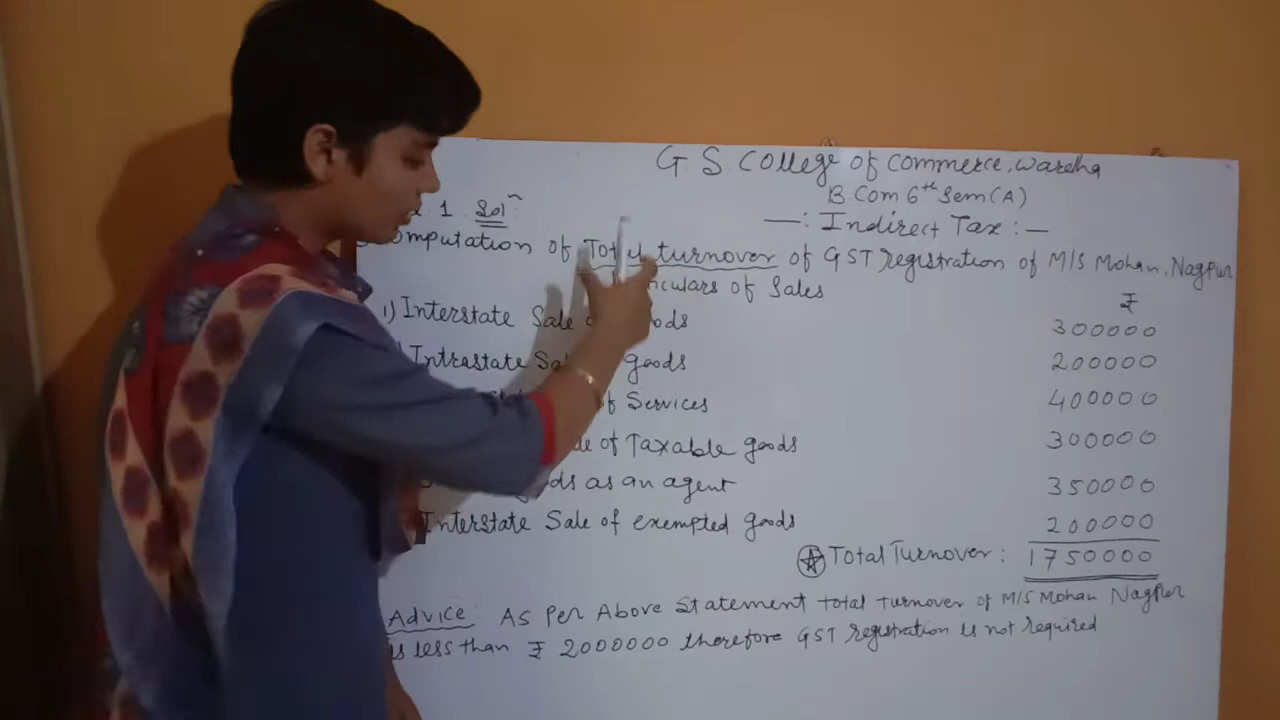 G. S. College of Commerce, Wardha
B. Com 6th Sem (A)
1 Sol
—: Indirect Tax :—
Computation of Total turnover of GST registration of M/S Mohan, Nagpur
of Sales
₹
1) Interstate Sale goods 300000
Intrastate goods 200000
of Services 400000
of Taxable goods 300000
as an agent 350000
Interstate Sale of exempted goods 200000
Total Turnover : 1750000
Advice : As Per Above Statement total turnover of M/S Mohan Nagpur
is less than ₹ 2000000 therefore GST registration is not required